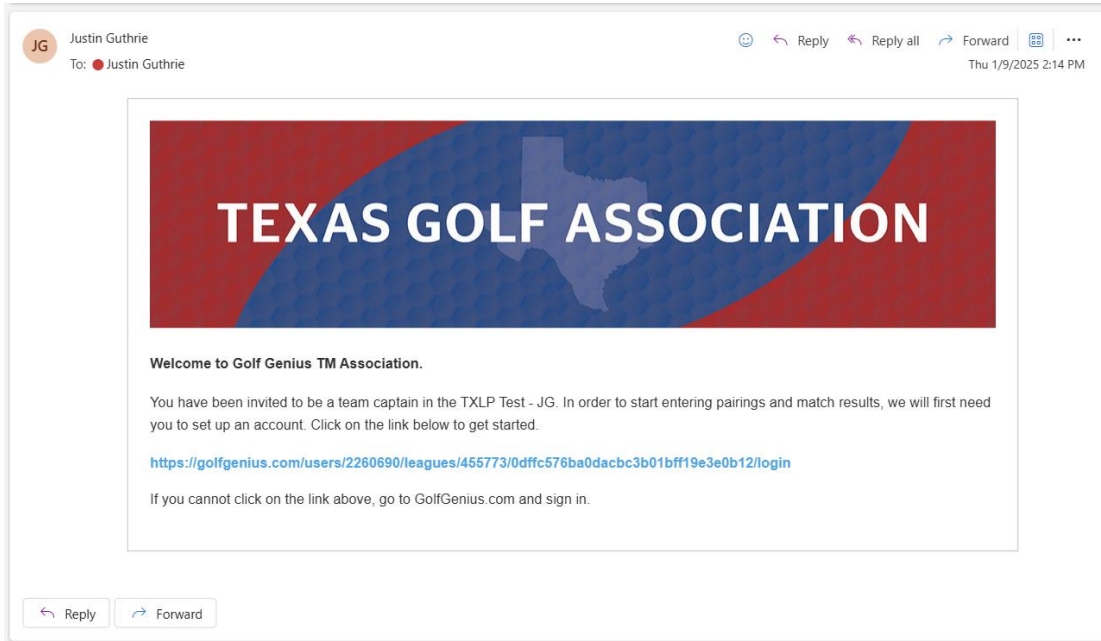 JG
Justin Guthrie
To: Justin Guthrie
Reply
Reply all
Forward
Thu 1/9/2025 2:14 PM
TEXAS GOLF ASSOCIATION
Welcome to Golf Genius TM Association.
You have been invited to be a team captain in the TXLP Test - JG. In order to start entering pairings and match results, we will first need
you to set up an account. Click on the link below to get started.
https://golfgenius.com/users/2260690/leagues/455773/0dffc576ba0dacbc3b01bff19e3e0b12/login
If you cannot click on the link above, go to GolfGenius.com and sign in.
Reply
Forward